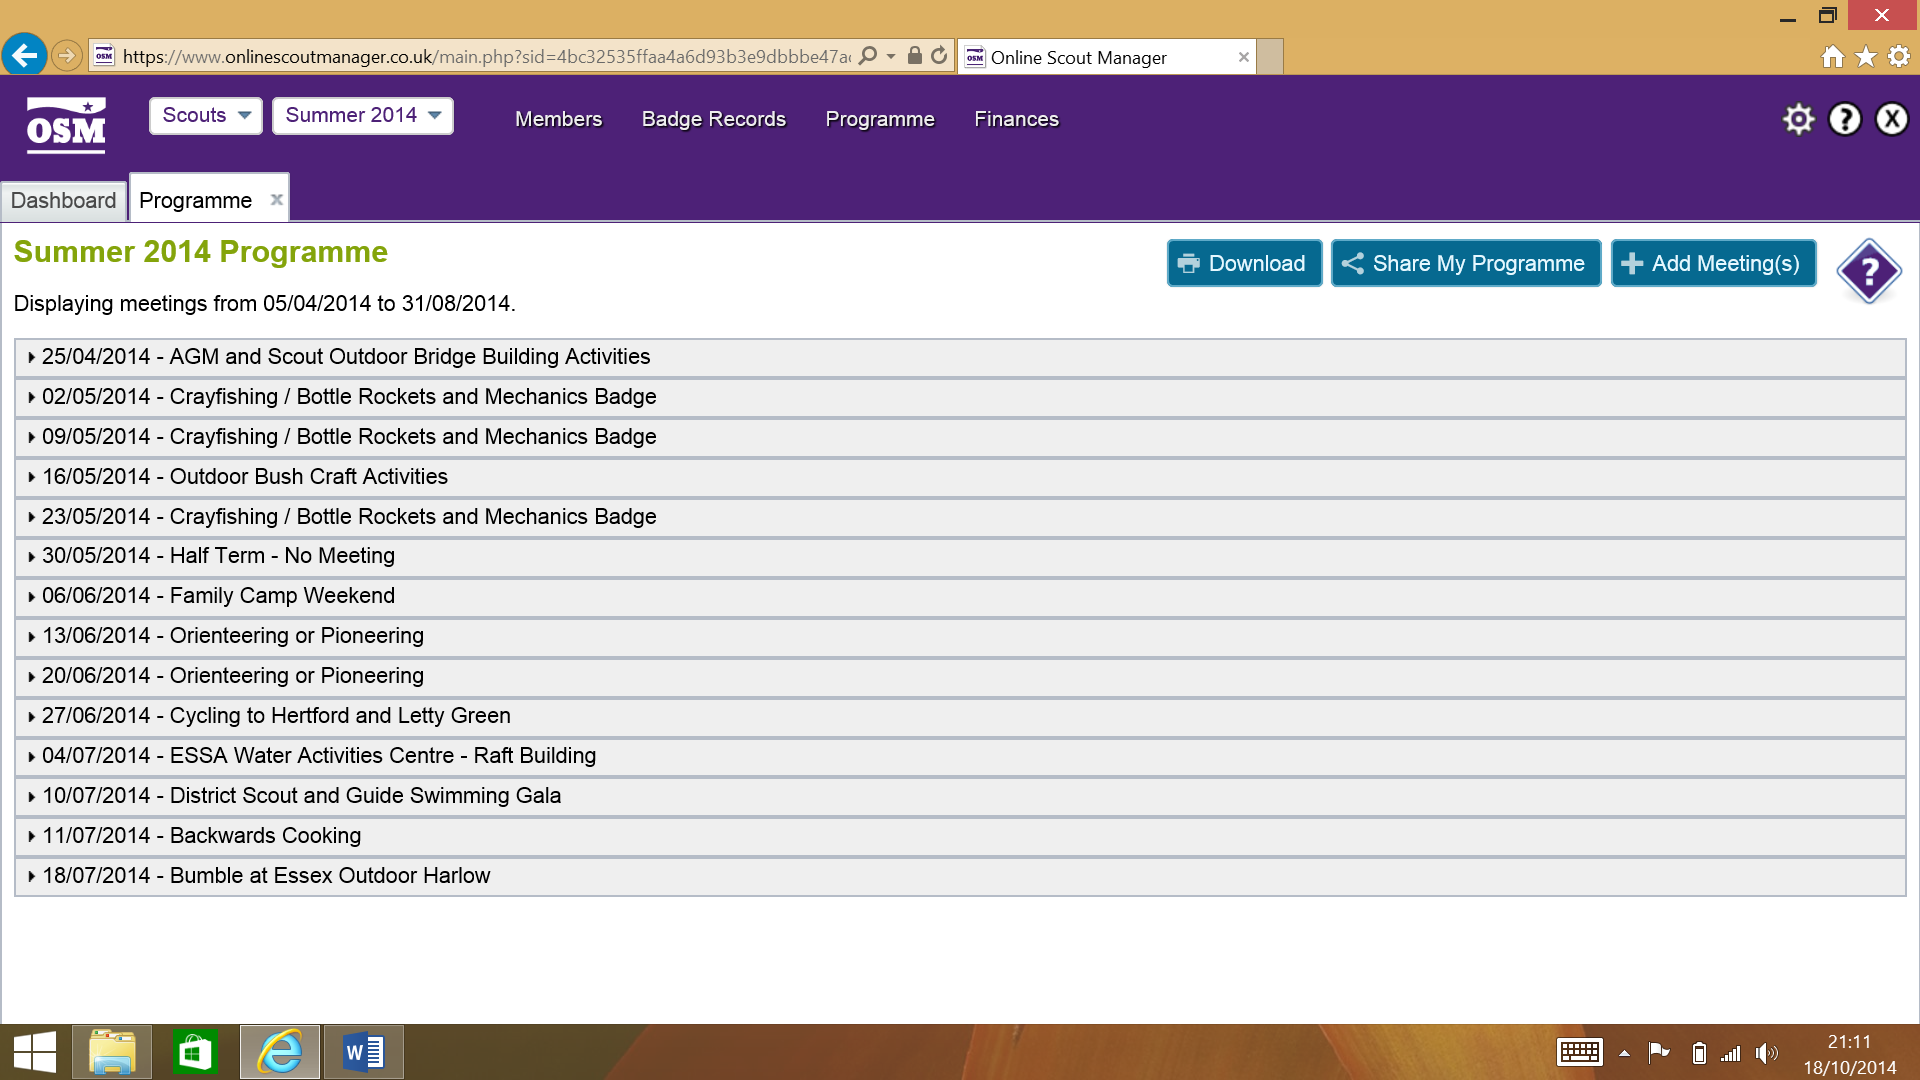 https://www.onlinescoutmanager.co.uk/main.php?sid=4bc32535ffaa4a6d93b3e9dbbbe47a
OSM Online Scout Manager
OSM
Scouts
Summer 2014
Members
Badge Records
Programme
Finances
Dashboard
Programme
Summer 2014 Programme
Download
Share My Programme
Add Meeting(s)
Displaying meetings from 05/04/2014 to 31/08/2014.
25/04/2014 - AGM and Scout Outdoor Bridge Building Activities
02/05/2014 - Crayfishing / Bottle Rockets and Mechanics Badge
09/05/2014 - Crayfishing / Bottle Rockets and Mechanics Badge
16/05/2014 - Outdoor Bush Craft Activities
23/05/2014 - Crayfishing / Bottle Rockets and Mechanics Badge
30/05/2014 - Half Term - No Meeting
06/06/2014 - Family Camp Weekend
13/06/2014 - Orienteering or Pioneering
20/06/2014 - Orienteering or Pioneering
27/06/2014 - Cycling to Hertford and Letty Green
04/07/2014 - ESSA Water Activities Centre - Raft Building
10/07/2014 - District Scout and Guide Swimming Gala
11/07/2014 - Backwards Cooking
18/07/2014 - Bumble at Essex Outdoor Harlow
21:11
18/10/2014